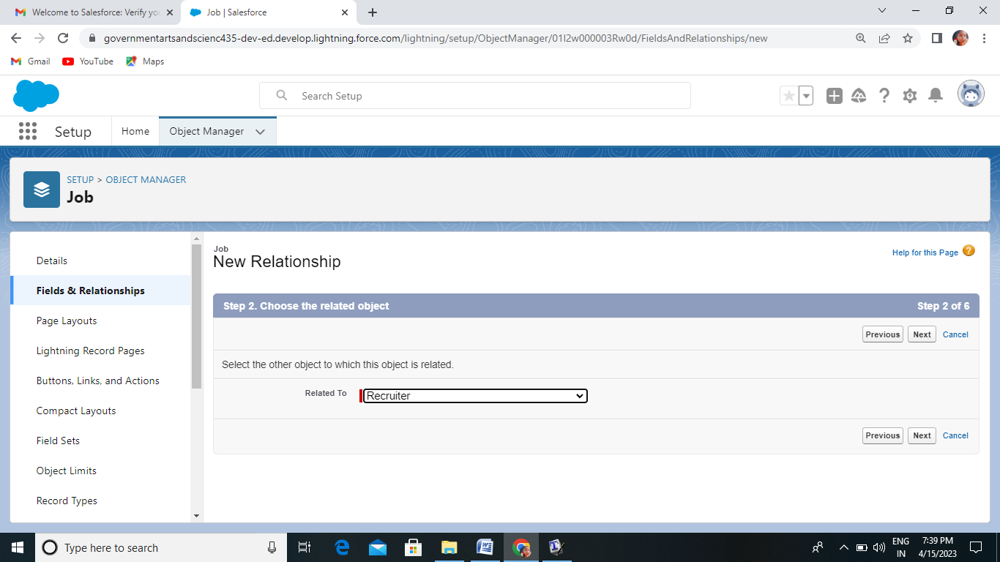 Welcome to Salesforce: Verify yo
Job | Salesforce
governmentartsandscienc435-dev-ed.develop.lightning.force.com/lightning/setup/ObjectManager/01I2w000003Rw0d/FieldsAndRelationships/new
Gmail
YouTube
Maps
Search Setup
Setup
Home
Object Manager
SETUP > OBJECT MANAGER
Job
Details
Fields & Relationships
Page Layouts
Lightning Record Pages
Buttons, Links, and Actions
Compact Layouts
Field Sets
Object Limits
Record Types
Job
New Relationship
Help for this Page
Step 2. Choose the related object
Step 2 of 6
Previous Next Cancel
Select the other object to which this object is related.
Related To
Recruiter
Previous Next Cancel
Type here to search
ENG
IN
7:39 PM
4/15/2023